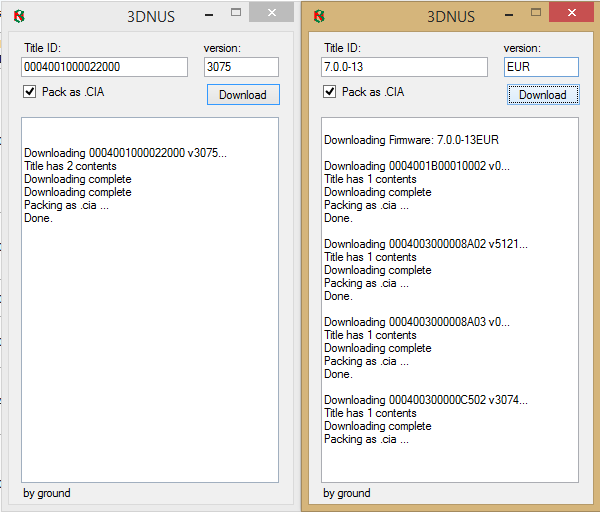 3DNUS
Title ID: version:
0004001000022000 3075
Pack as .CIA Download
Downloading 0004001000022000 v3075...
Title has 2 contents
Downloading complete
Downloading complete
Packing as .cia ...
Done.
by ground
3DNUS
Title ID: version:
7.0.0-13 EUR
Pack as .CIA Download
Downloading Firmware: 7.0.0-13EUR
Downloading 0004001B00010002 v0...
Title has 1 contents
Downloading complete
Packing as .cia ...
Done.
Downloading 0004003000008A02 v5121...
Title has 1 contents
Downloading complete
Packing as .cia ...
Done.
Downloading 0004003000008A03 v0...
Title has 1 contents
Downloading complete
Packing as .cia ...
Done.
Downloading 000400300000C502 v3074...
Title has 1 contents
Downloading complete
Packing as .cia ...
by ground